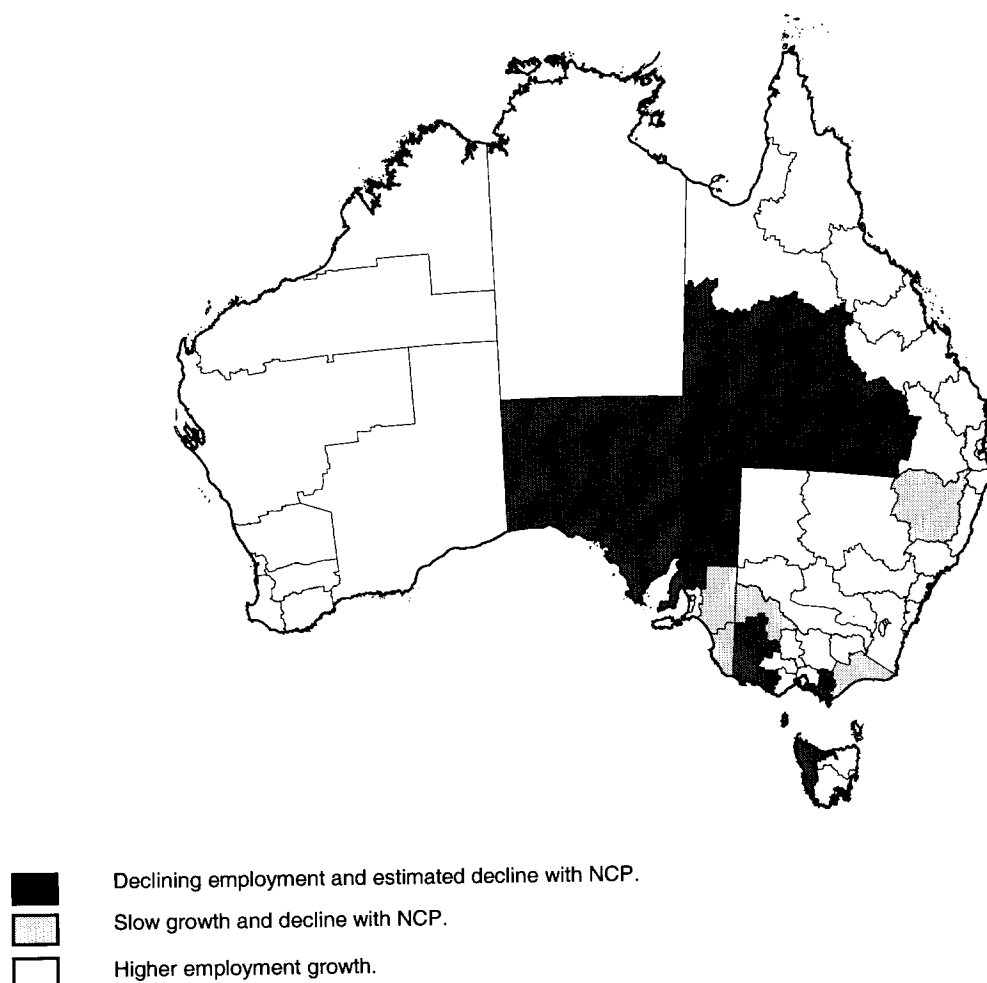 Declining employment and estimated decline with NCP.
Slow growth and decline with NCP.
Higher employment growth.